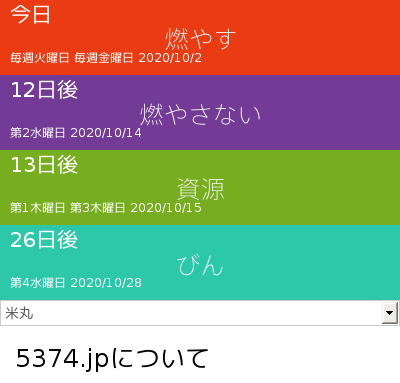 今日
燃やす
毎週火曜日 毎週金曜日 2020/10/2
12日後
燃やさない
第2水曜日 2020/10/14
13日後
資源
第1木曜日 第3木曜日 2020/10/15
26日後
びん
第4水曜日 2020/10/28
米丸
5374.jpについて